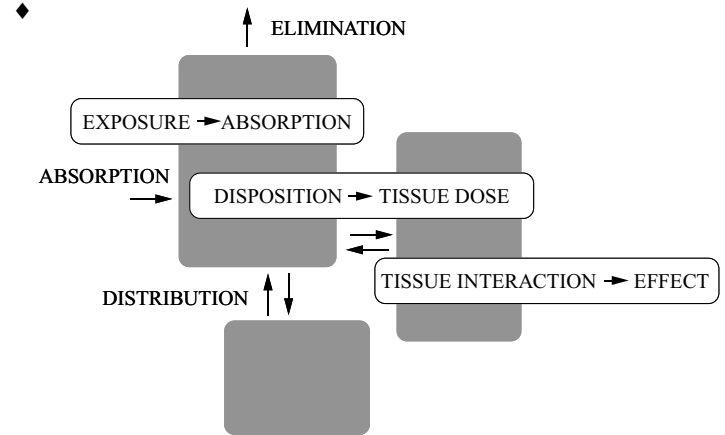 ♦
ELIMINATION
EXPOSURE → ABSORPTION
ABSORPTION
DISPOSITION → TISSUE DOSE
TISSUE INTERACTION → EFFECT
DISTRIBUTION